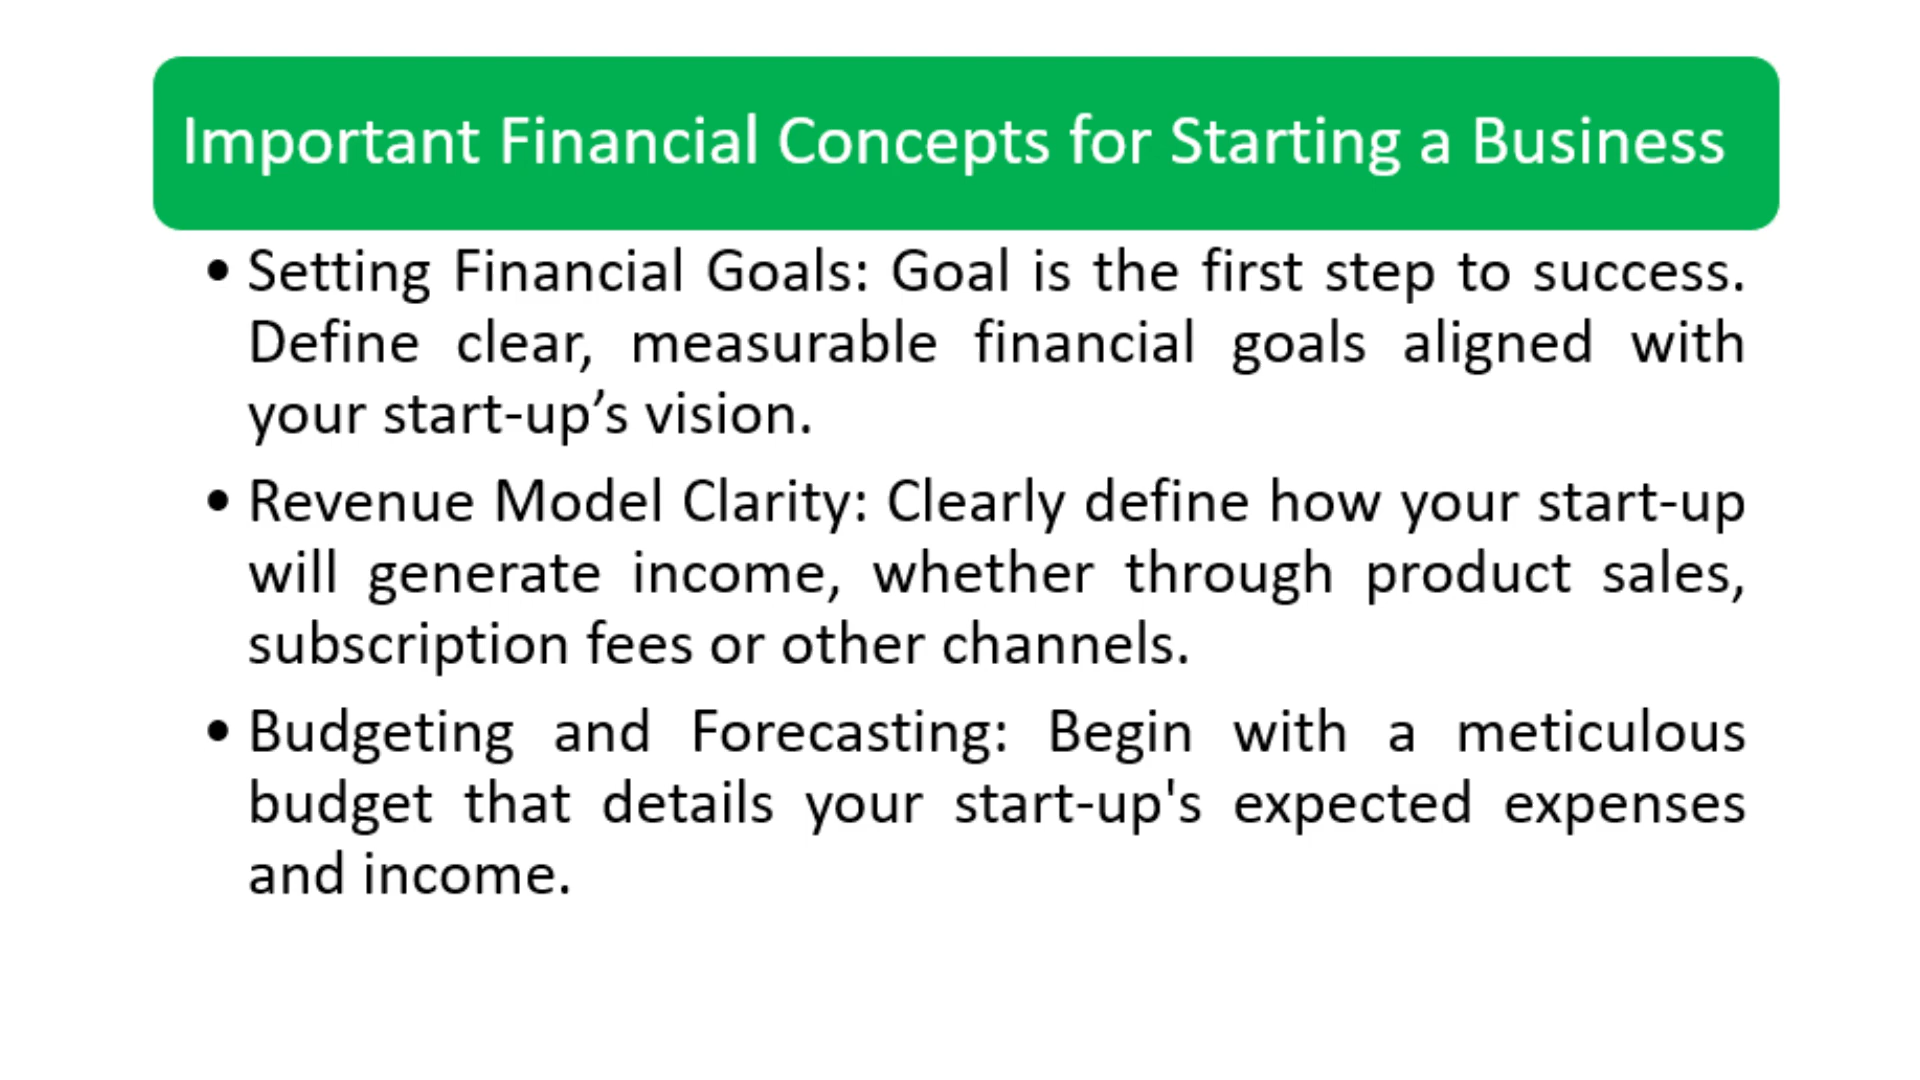 Important Financial Concepts for Starting a Business
• Setting Financial Goals: Goal is the first step to success.
Define clear, measurable financial goals aligned with
your start-up’s vision.
• Revenue Model Clarity: Clearly define how your start-up
will generate income, whether through product sales,
subscription fees or other channels.
• Budgeting and Forecasting: Begin with a meticulous
budget that details your start-up's expected expenses
and income.